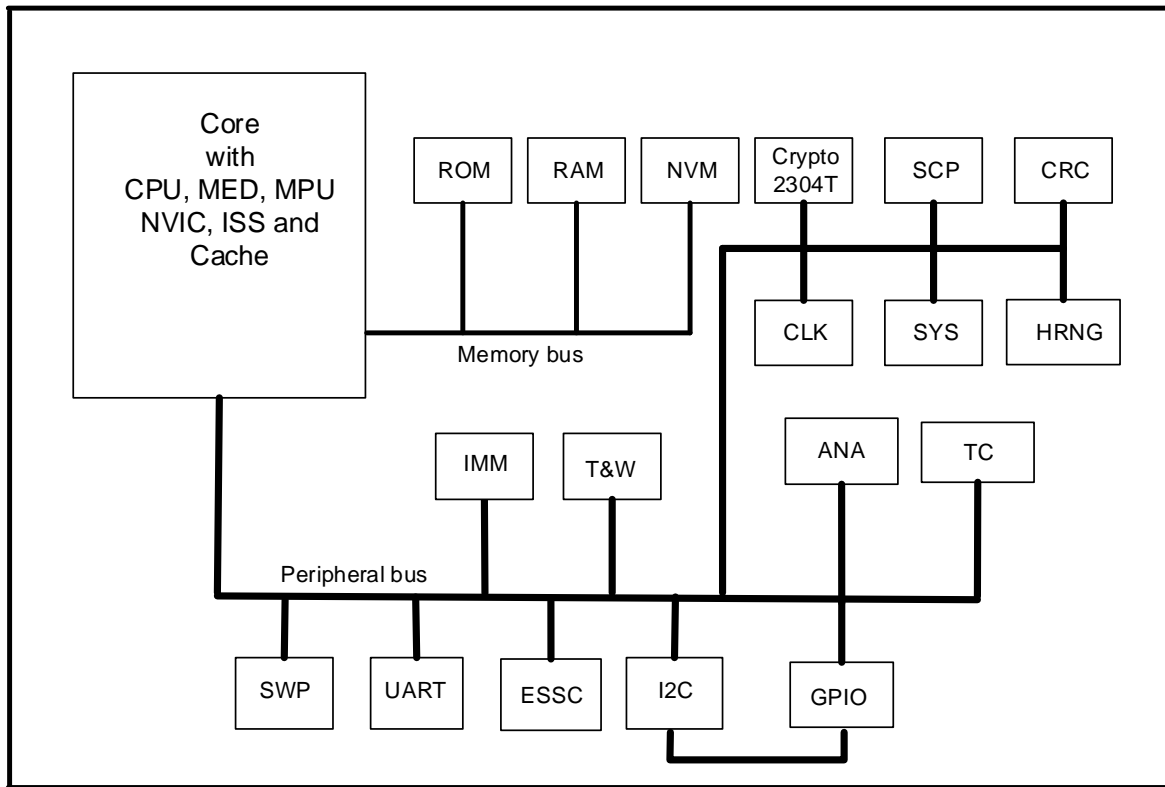 Core
with
CPU, MED, MPU
NVIC, ISS and
Cache
ROM
RAM
NVM
Crypto
2304T
SCP
CRC
CLK
SYS
HRNG
Memory bus
IMM
T&W
ANA
TC
Peripheral bus
SWP
UART
ESSC
I2C
GPIO